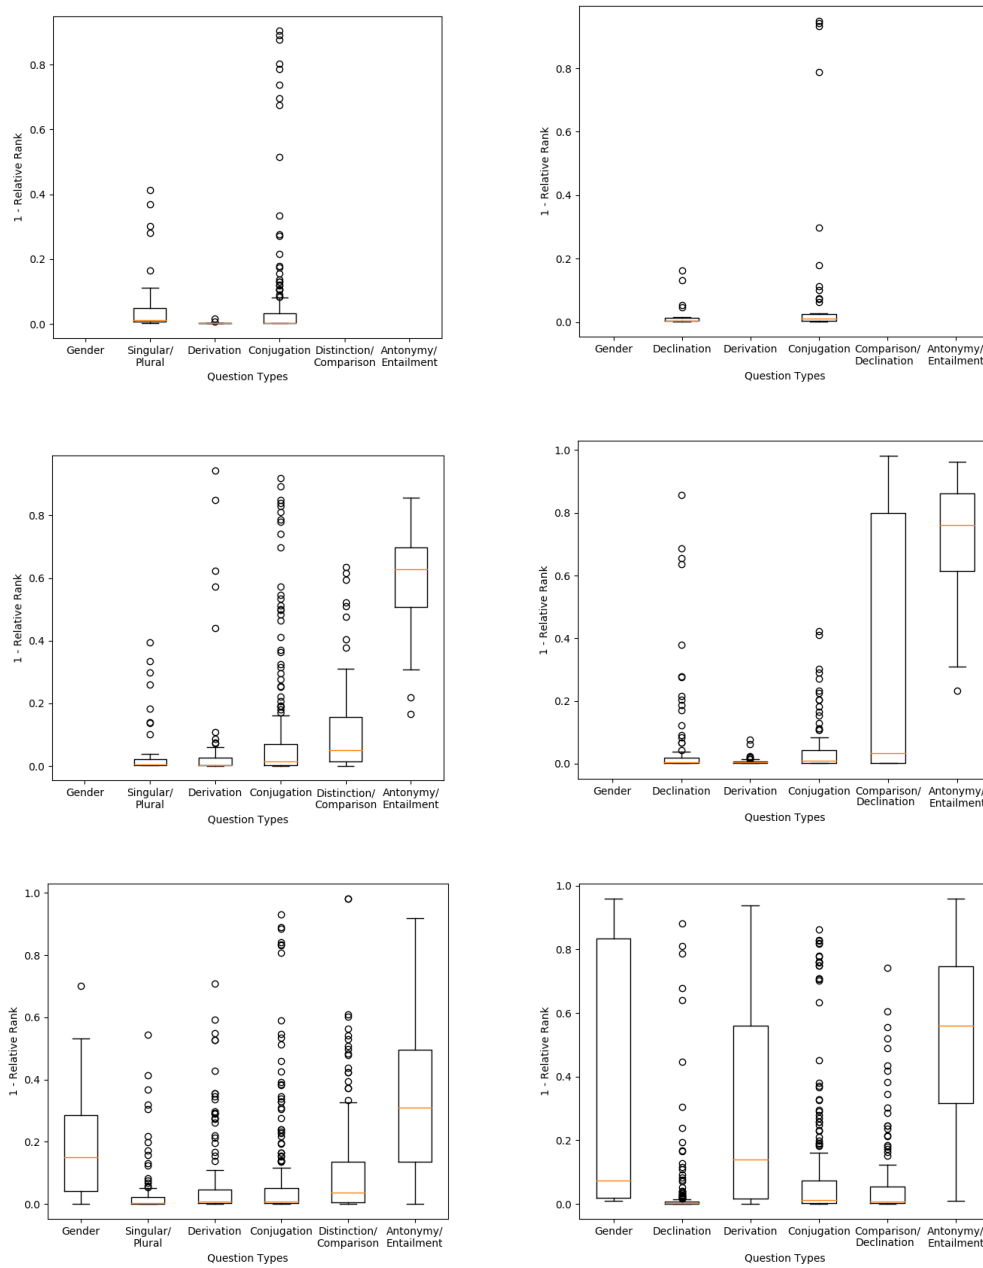 0.8
0.6
0.4
0.2
0.0
1 - Relative Rank
Gender Singular/ Derivation Conjugation Distinction/ Antonymy/
Plural Comparison Entailment
Question Types
0.8
0.6
0.4
0.2
0.0
1 - Relative Rank
Gender Declination Derivation Conjugation Comparison/ Antonymy/
Declination Entailment
Question Types
0.8
0.6
0.4
0.2
0.0
1 - Relative Rank
Gender Singular/ Derivation Conjugation Distinction/ Antonymy/
Plural Comparison Entailment
Question Types
1.0
0.8
0.6
0.4
0.2
0.0
1 - Relative Rank
Gender Declination Derivation Conjugation Comparison/ Antonymy/
Declination Entailment
Question Types
1.0
0.8
0.6
0.4
0.2
0.0
1 - Relative Rank
Gender Singular/ Derivation Conjugation Distinction/ Antonymy/
Plural Comparison Entailment
Question Types
1.0
0.8
0.6
0.4
0.2
0.0
1 - Relative Rank
Gender Declination Derivation Conjugation Comparison/ Antonymy/
Declination Entailment
Question Types